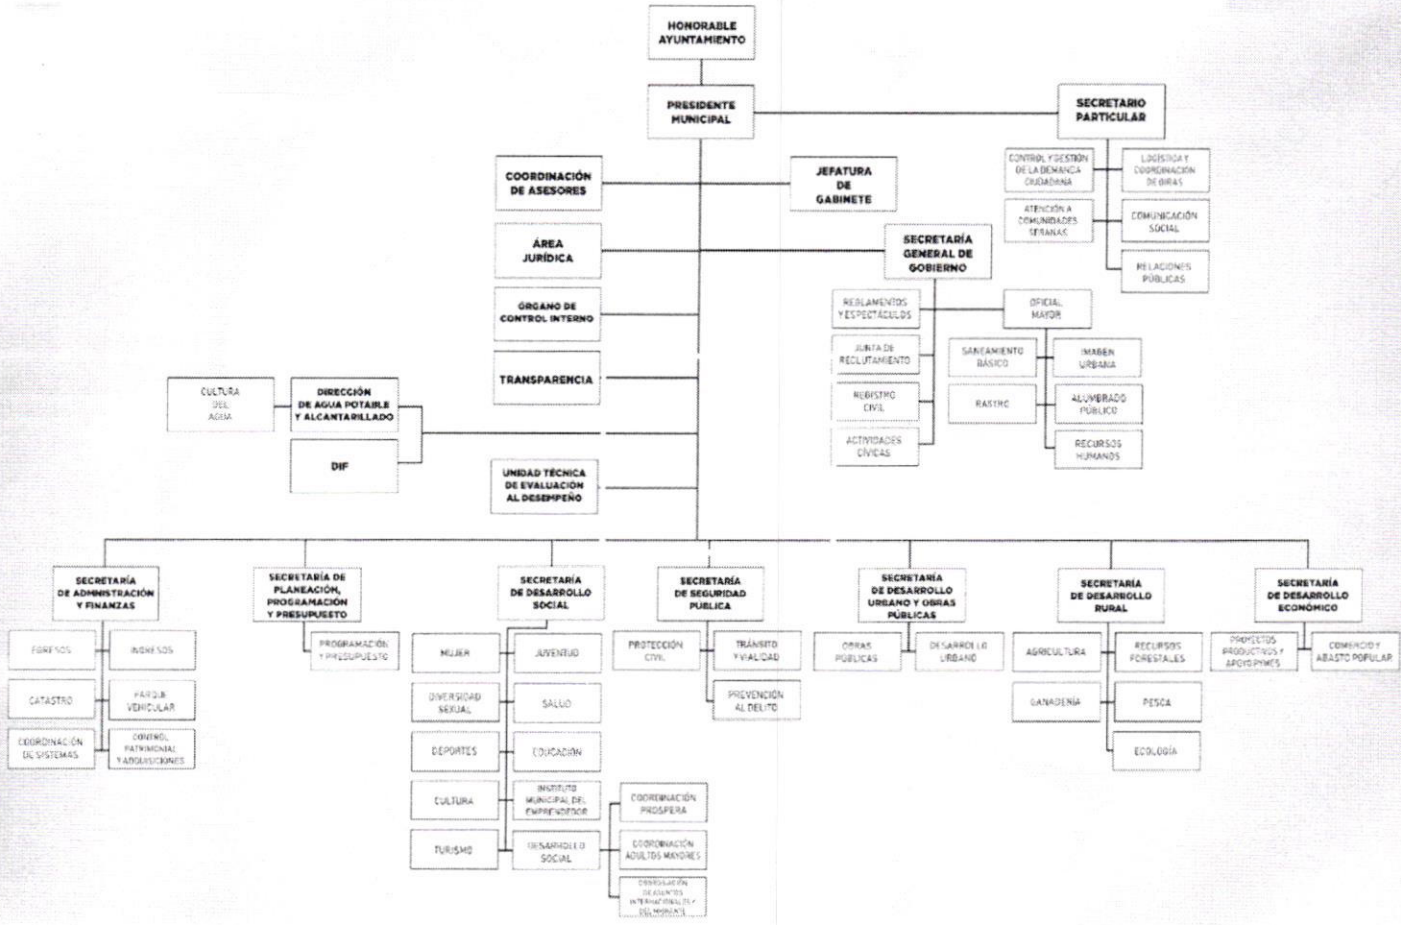 HONORABLE
AYUNTAMIENTO
PRESIDENTE
MUNICIPAL
SECRETARIO
PARTICULAR
CONTROL Y GESTIÓN
DE LA DEMANDA
CIUDADANA
LOGÍSTICA Y
COORDINACIÓN
DE GIRAS
ATENCIÓN A
COMUNIDADES
SERANAS
COMUNICACIÓN
SOCIAL
RELACIONES
PÚBLICAS
COORDINACIÓN
DE ASESORES
JEFATURA
DE
GABINETE
ÁREA
JURÍDICA
SECRETARÍA
GENERAL DE
GOBIERNO
ÓRGANO DE
CONTROL INTERNO
REGLAMENTOS
Y ESPECTÁCULOS
OFICIAL
MAYOR
JUNTA DE
RECLUTAMIENTO
SANEAMIENTO
BÁSICO
IMAGEN
URBANA
REGISTRO
CIVIL
RASTRO
ALUMBRADO
PÚBLICO
ACTIVIDADES
CÍVICAS
RECURSOS
HUMANOS
TRANSPARENCIA
CULTURA
DEL
AGUA
DIRECCIÓN
DE AGUA POTABLE
Y ALCANTARILLADO
DIF
UNIDAD TÉCNICA
DE EVALUACIÓN
AL DESEMPEÑO
SECRETARÍA
DE ADMNISTRACIÓN
Y FINANZAS
EGRESOS
INGRESOS
CATASTRO
PARQUE
VEHICULAR
COORDINACIÓN
DE SISTEMAS
CONTROL
PATRIMONIAL
Y ADQUISICIONES
SECRETARÍA DE
PLANEACIÓN,
PROGRAMACIÓN
Y PRESUPUESTO
PROGRAMACIÓN
Y PRESUPUESTO
SECRETARÍA
DE DESARROLLO
SOCIAL
MUJER
JUVENTUD
DIVERSIDAD
SEXUAL
SALUD
DEPORTES
EDUCACIÓN
CULTURA
INSTITUTO
MUNICIPAL DEL
EMPRENDEDOR
TURISMO
DESARROLLO
SOCIAL
COORDINACIÓN
PROSPERA
COORDINACIÓN
ADULTOS MAYORES
COORDINACIÓN
DE ASUNTOS
INTERNACIONALES Y
DEL MIGRANTE
SECRETARÍA
DE SEGURIDAD
PÚBLICA
PROTECCIÓN
CIVIL
TRÁNSITO
Y VIALIDAD
PREVENCIÓN
AL DELITO
SECRETARÍA
DE DESARROLLO
URBANO Y OBRAS
PÚBLICAS
OBRAS
PÚBLICAS
DESARROLLO
URBANO
SECRETARÍA
DE DESARROLLO
RURAL
AGRICULTURA
RECURSOS
FORESTALES
GANADERÍA
PESCA
ECOLOGÍA
SECRETARÍA
DE DESARROLLO
ECONÓMICO
PROYECTOS
PRODUCTIVOS Y
APOYO PYMES
COMERCIO Y
ABASTO POPULAR